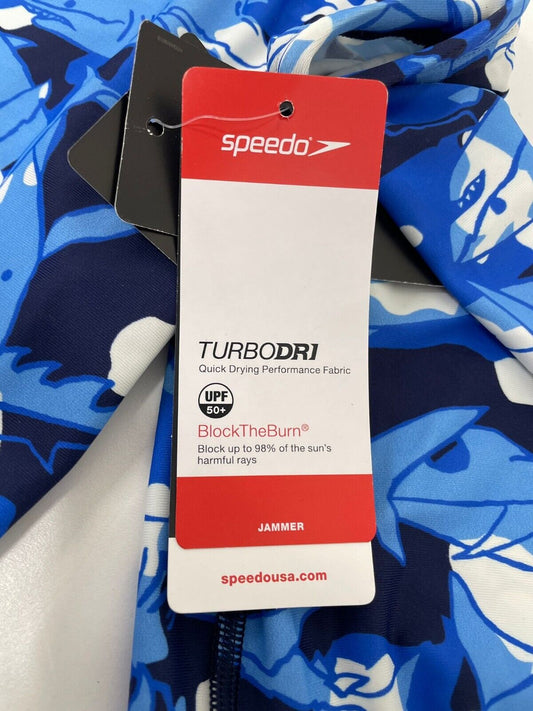 speedo®
TURBODRI
Quick Drying Performance Fabric
UPF
50+
BlockTheBurn®
Block up to 98% of the sun's
harmful rays
JAMMER
speedousa.com